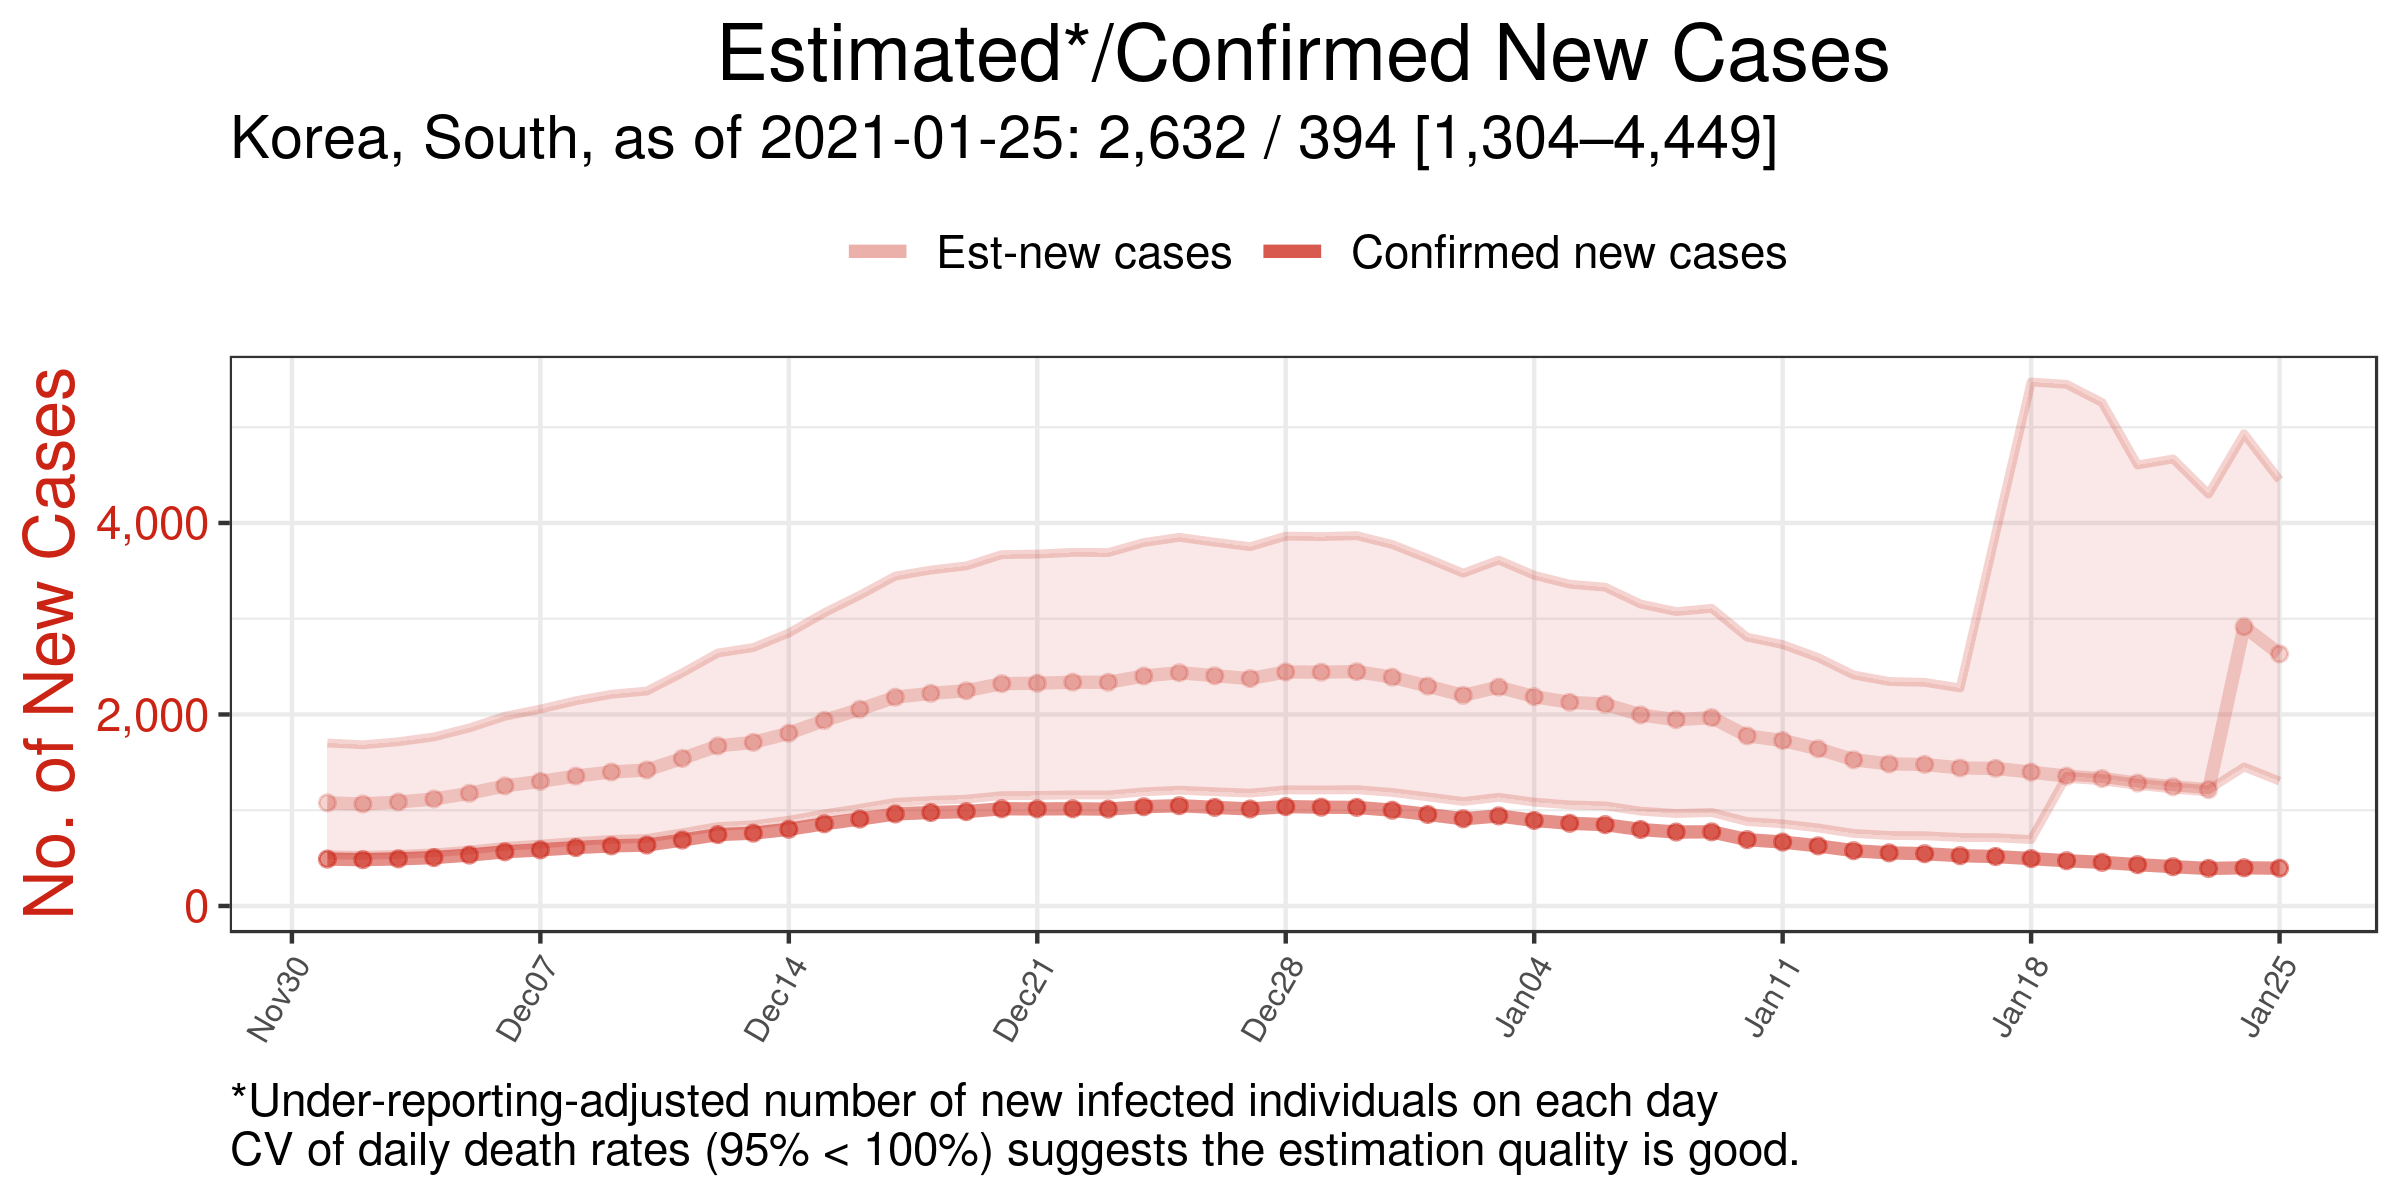 Estimated*/Confirmed New Cases
Korea, South, as of 2021-01-25: 2,632 / 394 [1,304–4,449]
Est-new cases Confirmed new cases
No. of New Cases
4,000
2,000
0
Nov30 Dec07 Dec14 Dec21 Dec28 Jan04 Jan11 Jan18 Jan25
*Under-reporting-adjusted number of new infected individuals on each day
CV of daily death rates (95% < 100%) suggests the estimation quality is good.